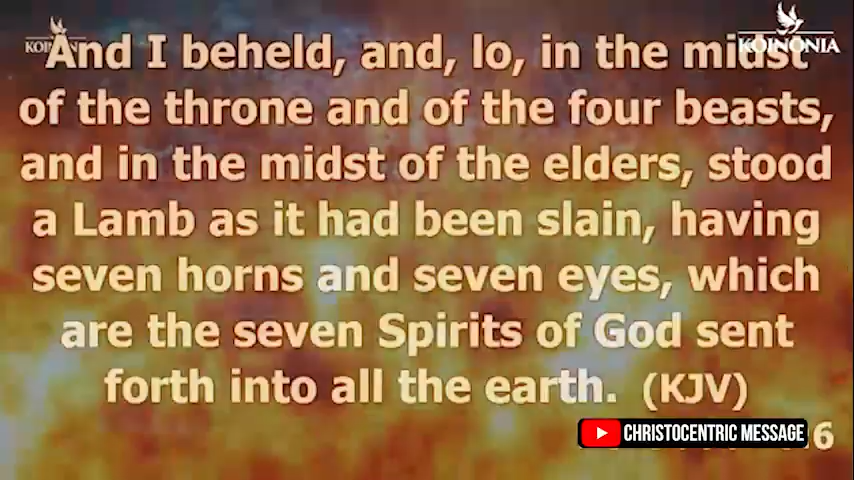 KOINONIA
And I beheld, and, lo, in the midst
of the throne and of the four beasts,
and in the midst of the elders, stood
a Lamb as it had been slain, having
seven horns and seven eyes, which
are the seven Spirits of God sent
forth into all the earth. (KJV)
CHRISTOCENTRIC MESSAGE
6